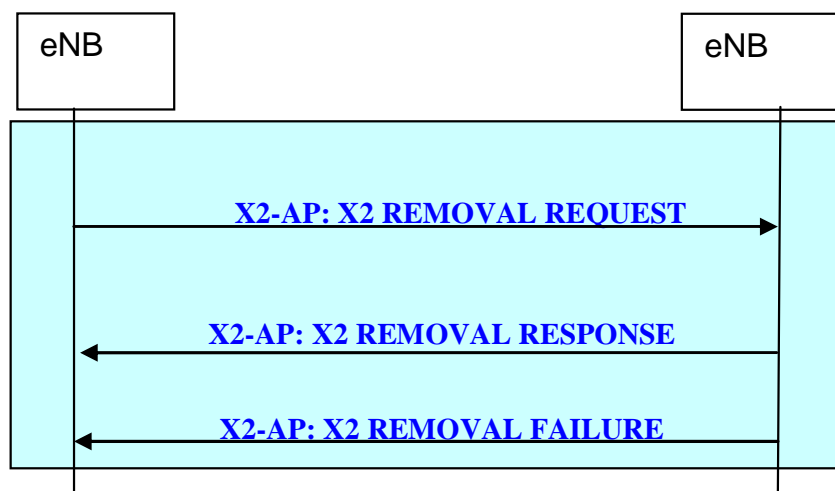 eNB
eNB
X2-AP: X2 REMOVAL REQUEST
X2-AP: X2 REMOVAL RESPONSE
X2-AP: X2 REMOVAL FAILURE